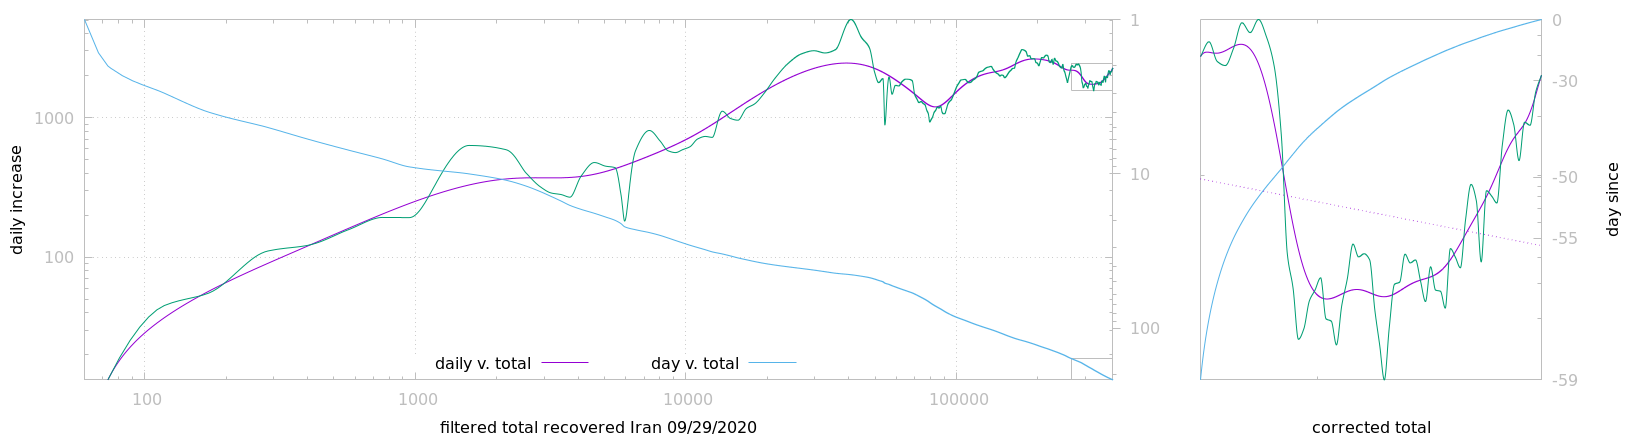 1
0
-30
1000
daily increase
10
-50
day since
-55
100
100
daily v. total
day v. total
-59
100
1000
10000
100000
filtered total recovered Iran 09/29/2020
corrected total